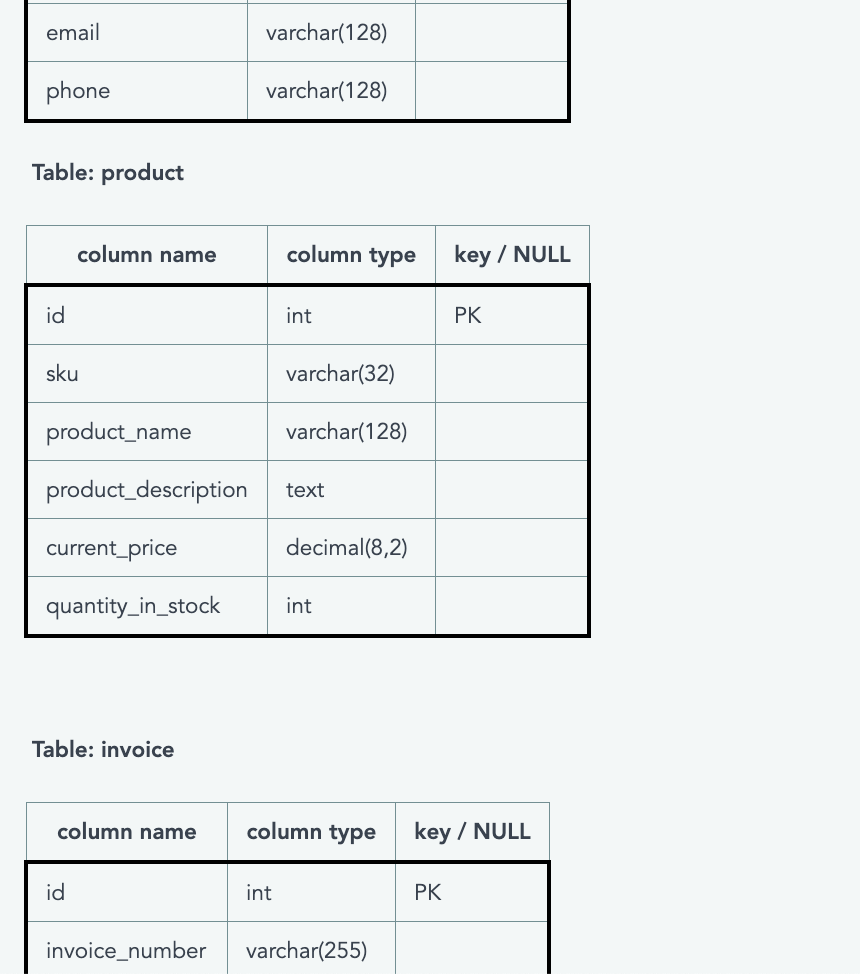 email varchar(128)
phone varchar(128)
Table: product
column name column type key / NULL
id int PK
sku varchar(32)
product_name varchar(128)
product_description text
current_price decimal(8,2)
quantity_in_stock int
Table: invoice
column name column type key / NULL
id int PK
invoice_number varchar(255)